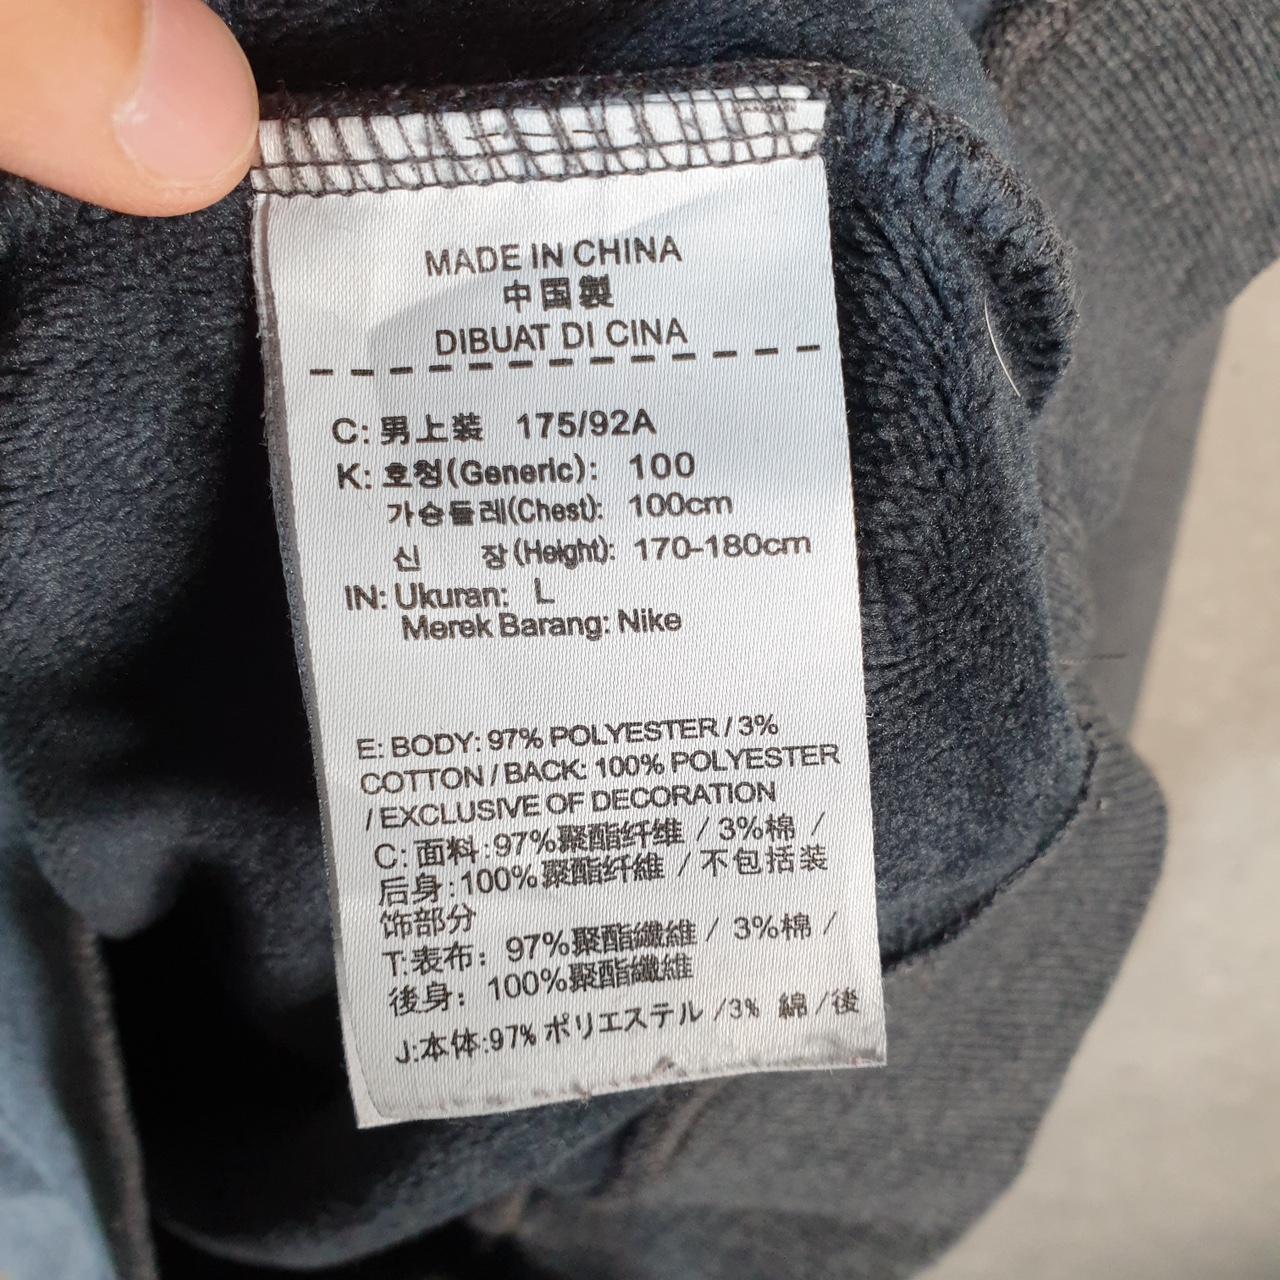 MADE IN CHINA
中国製
DIBUAT DI CINA
C: 男上装 175/92A
K: 호칭(Generic): 100
가슴둘레(Chest): 100cm
신 장(Height): 170-180cm
IN: Ukuran: L
Merek Barang: Nike
E: BODY: 97% POLYESTER / 3%
COTTON / BACK: 100% POLYESTER
/ EXCLUSIVE OF DECORATION
C: 面料:97%聚酯纤维 / 3%棉 /
后身:100%聚酯纤維 / 不包括装
饰部分
T:表布: 97%聚酯纖維 / 3%棉 /
後身: 100%聚酯纖維
J:本体:97% ポリエステル /3% 綿 /後